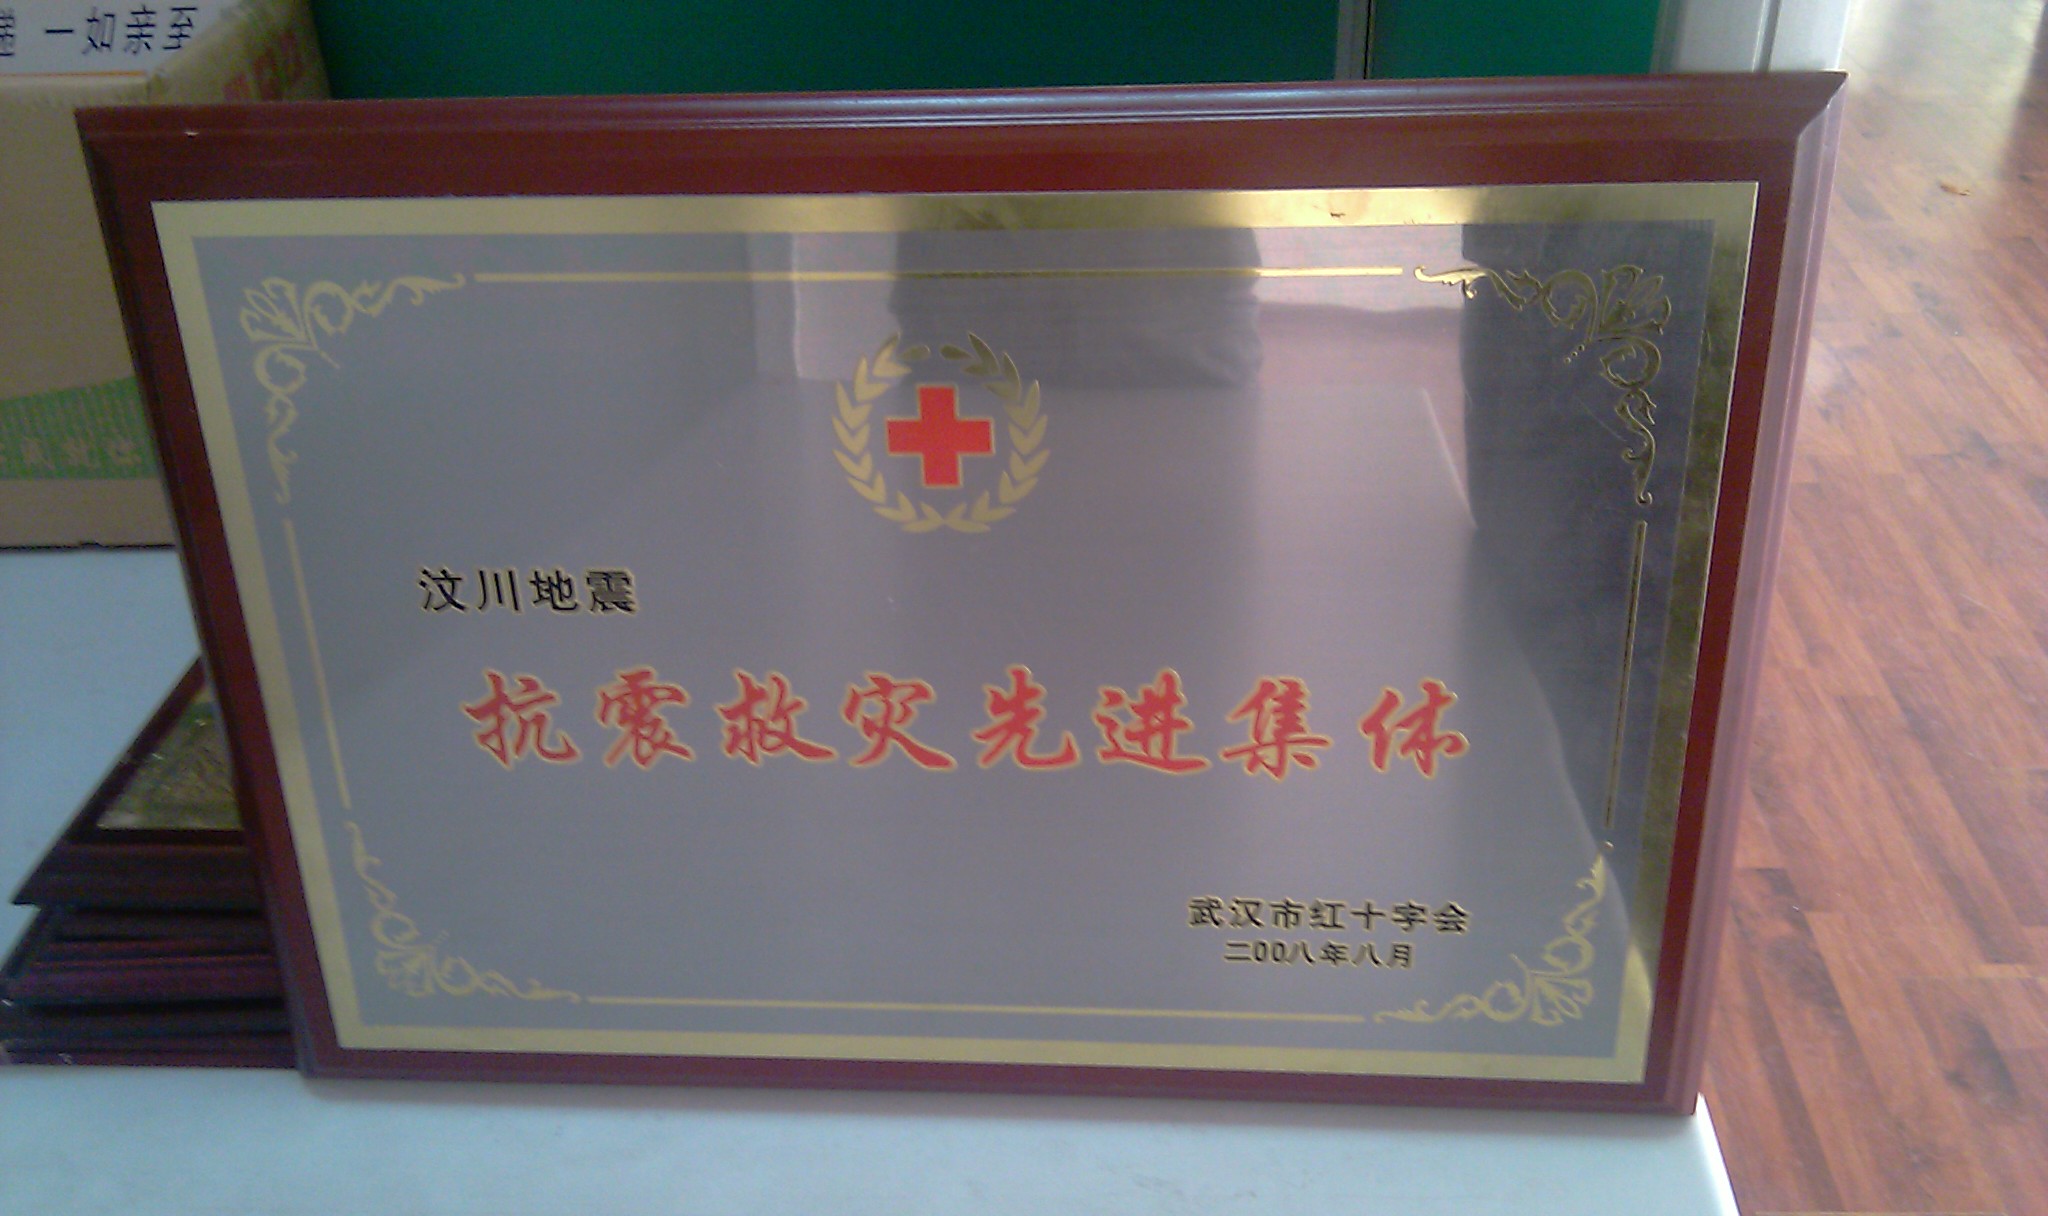 一如亲至
汶川地震
抗震救灾先进集体
武汉市红十字会
二00八年八月